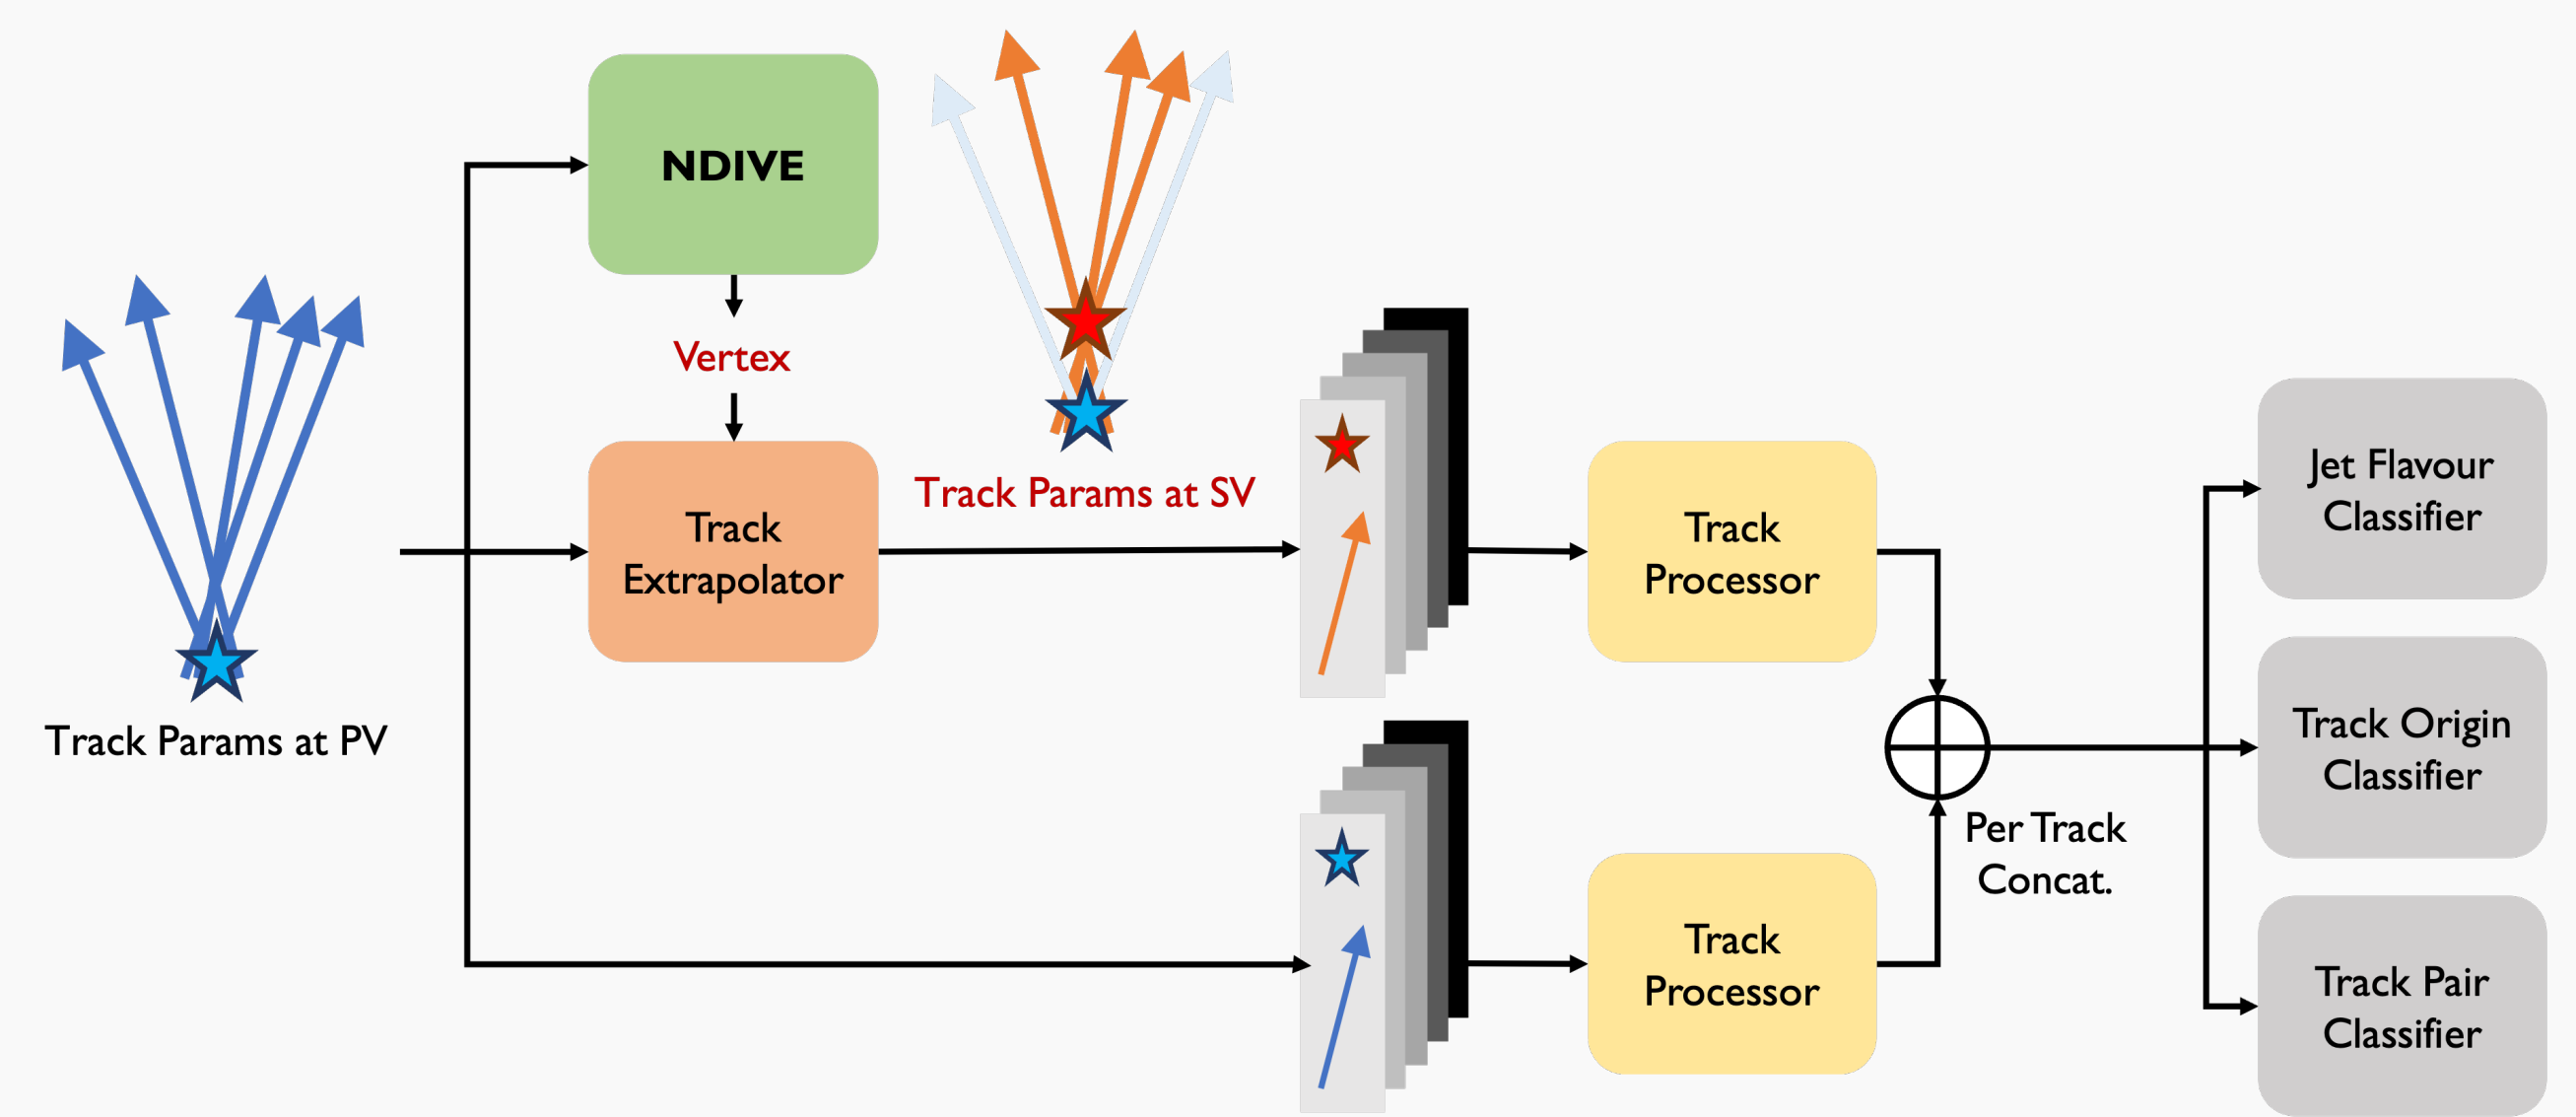 NDIVE
Vertex
Track
Extrapolator
Track Params at PV
Track Params at SV
Track
Processor
Track
Processor
Per Track
Concat.
Jet Flavour
Classifier
Track Origin
Classifier
Track Pair
Classifier